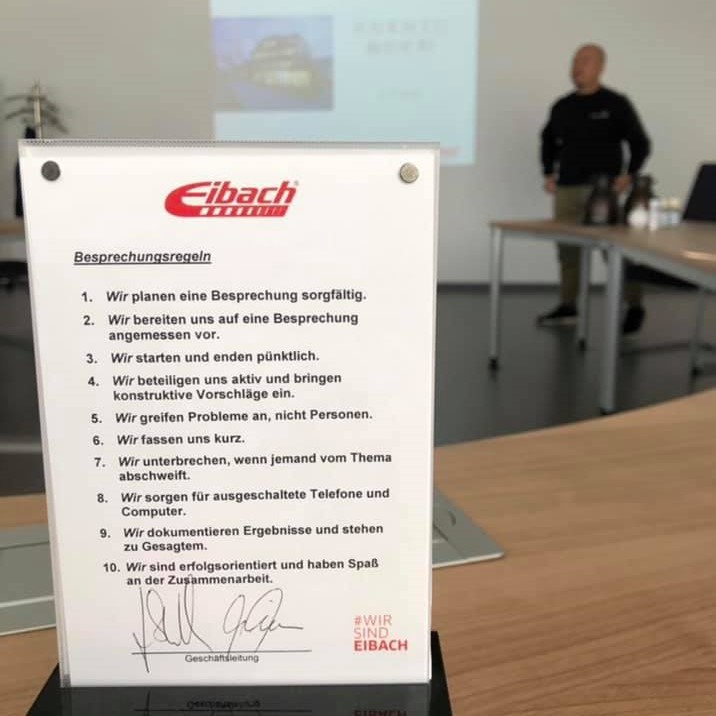 Eibach
Besprechungsregeln
1. Wir planen eine Besprechung sorgfältig.
2. Wir bereiten uns auf eine Besprechung
angemessen vor.
3. Wir starten und enden pünktlich.
4. Wir beteiligen uns aktiv und bringen
konstruktive Vorschläge ein.
5. Wir greifen Probleme an, nicht Personen.
6. Wir fassen uns kurz.
7. Wir unterbrechen, wenn jemand vom Thema
abschweift.
8. Wir sorgen für ausgeschaltete Telefone und
Computer.
9. Wir dokumentieren Ergebnisse und stehen
zu Gesagtem.
10. Wir sind erfolgsorientiert und haben Spaß
an der Zusammenarbeit.
Geschäftsleitung
#WIR
SIND
EIBACH